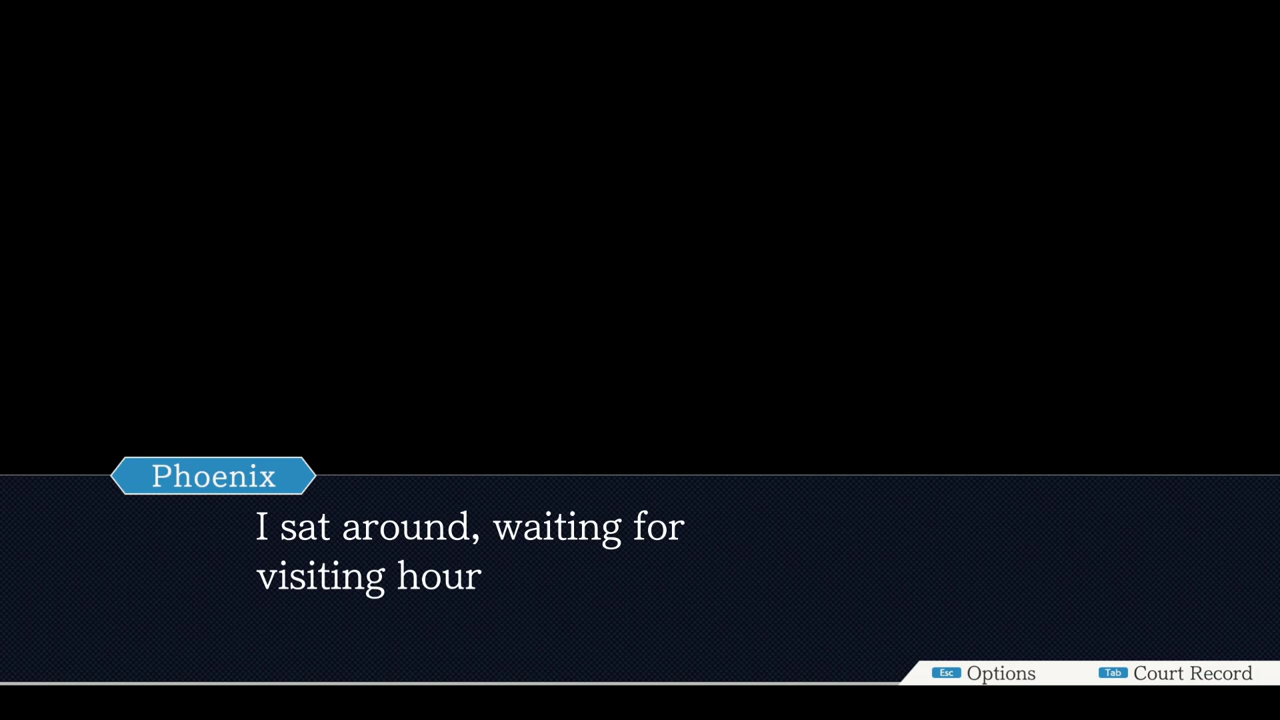 Phoenix
I sat around, waiting for
visiting hour
Esc Options Tab Court Record